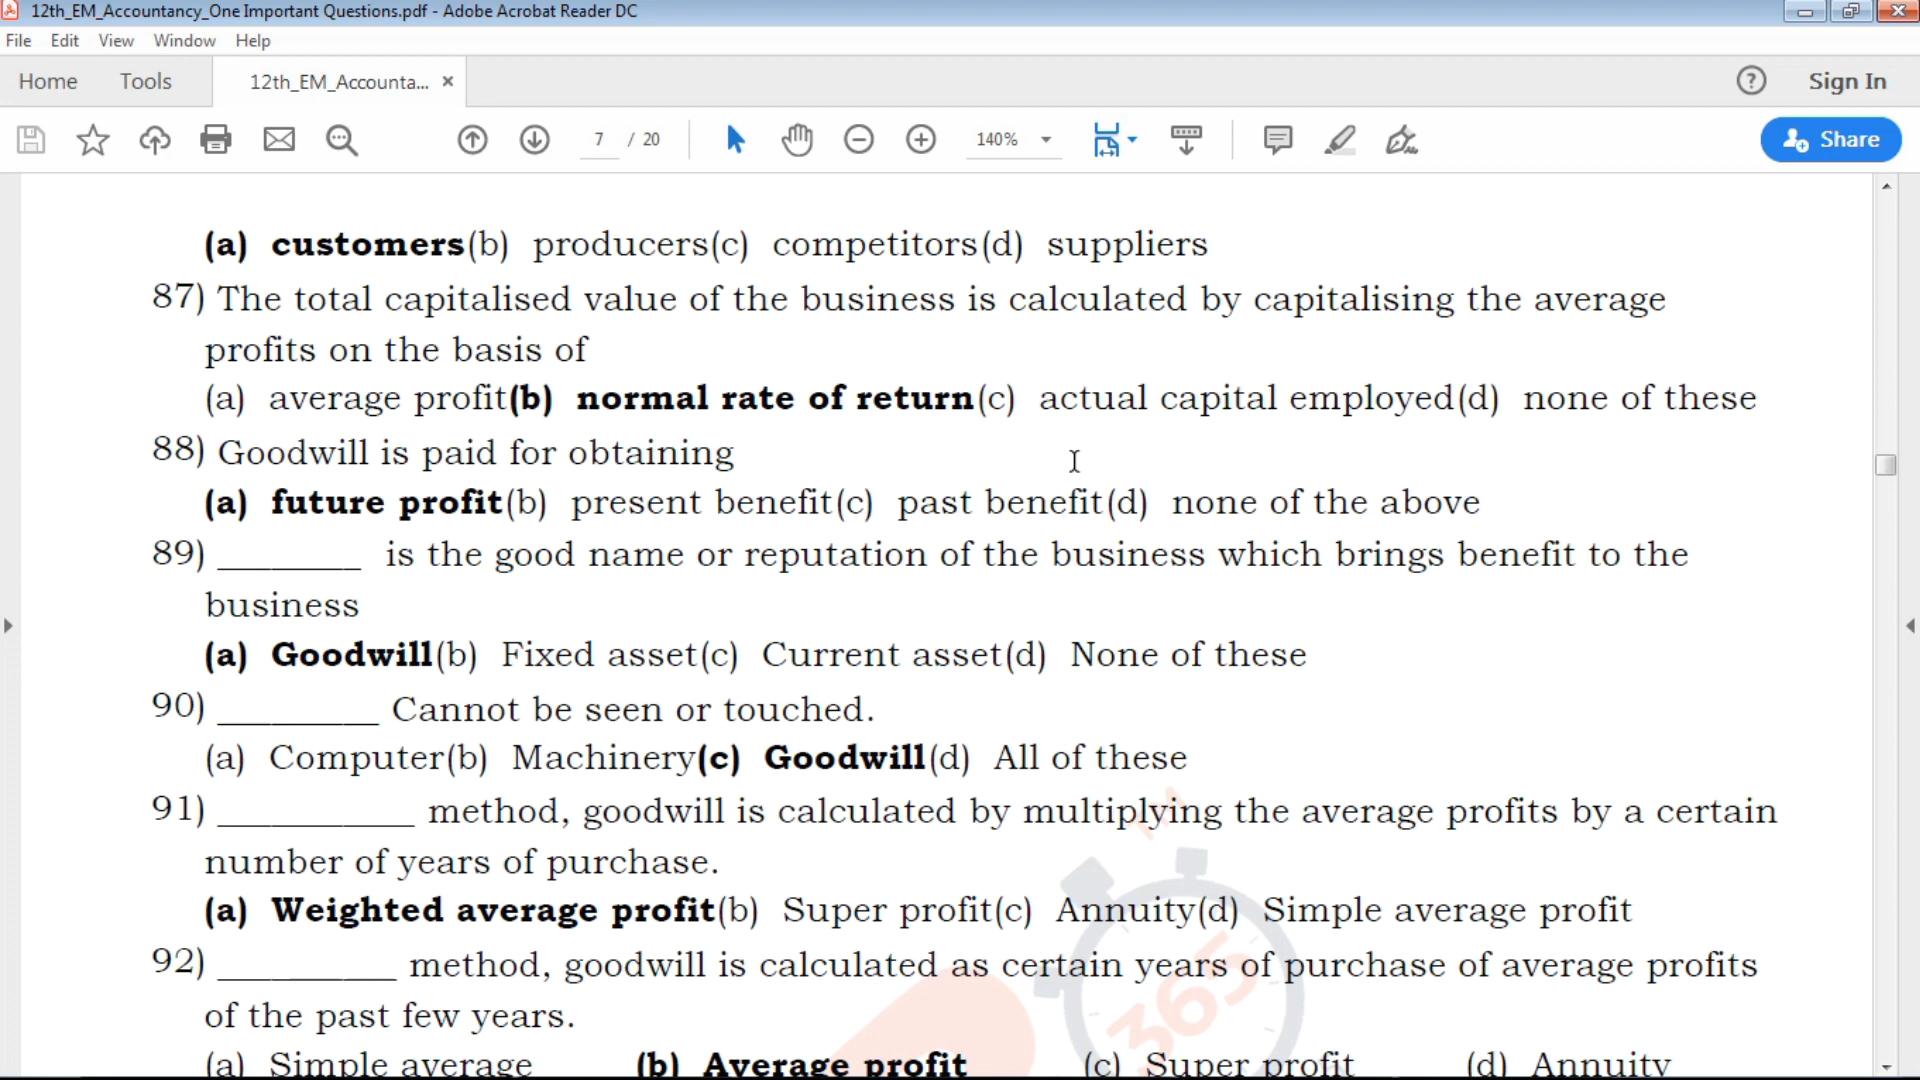 12th_EM_Accountancy_One Important Questions.pdf - Adobe Acrobat Reader DC
File Edit View Window Help
Home Tools 12th_EM_Accounta... × Sign In
7 / 20 140% Share
(a) customers(b) producers(c) competitors(d) suppliers
87) The total capitalised value of the business is calculated by capitalising the average
profits on the basis of
(a) average profit(b) normal rate of return(c) actual capital employed(d) none of these
88) Goodwill is paid for obtaining
(a) future profit(b) present benefit(c) past benefit(d) none of the above
89) ________ is the good name or reputation of the business which brings benefit to the
business
(a) Goodwill(b) Fixed asset(c) Current asset(d) None of these
90) _________ Cannot be seen or touched.
(a) Computer(b) Machinery(c) Goodwill(d) All of these
91) ___________ method, goodwill is calculated by multiplying the average profits by a certain
number of years of purchase.
(a) Weighted average profit(b) Super profit(c) Annuity(d) Simple average profit
92) __________ method, goodwill is calculated as certain years of purchase of average profits
of the past few years.
(a) Simple average (b) Average profit (c) Super profit (d) Annuity
365